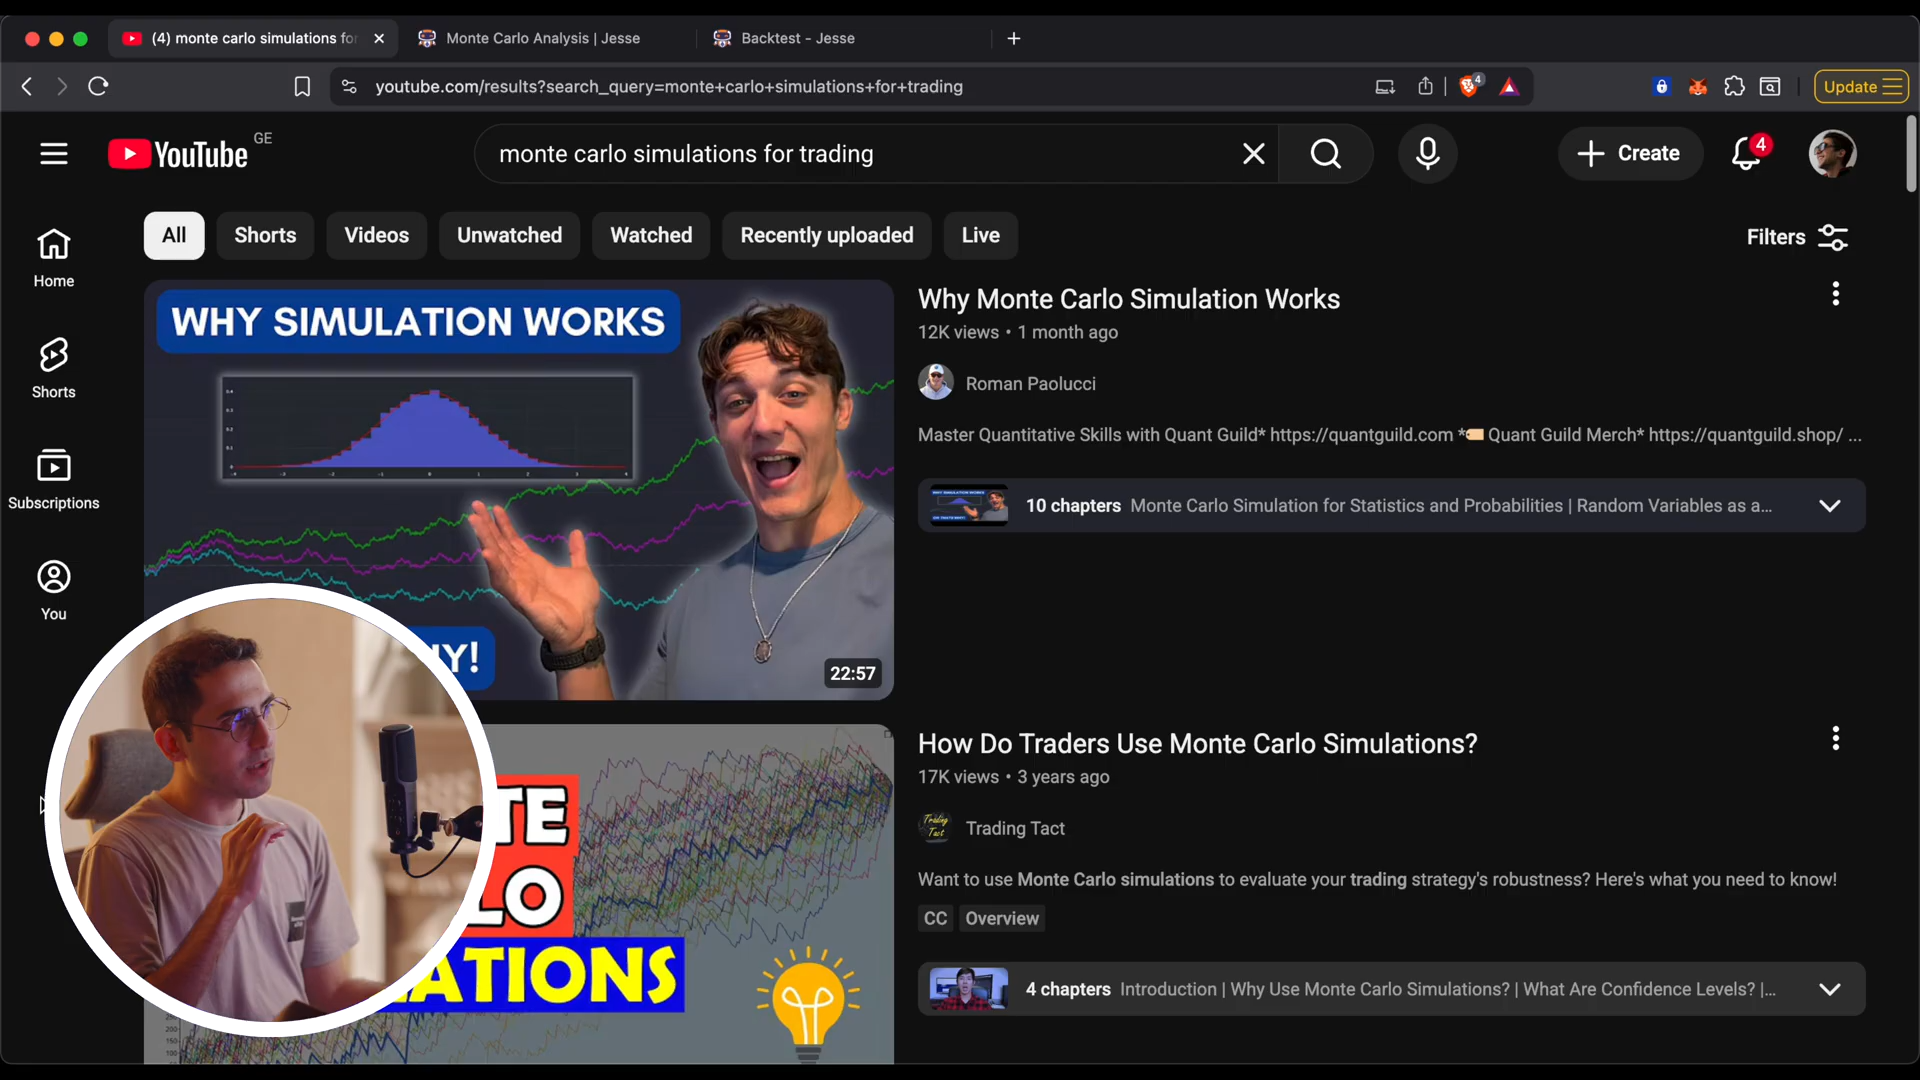 (4) monte carlo simulations for
Monte Carlo Analysis | Jesse
Backtest - Jesse
youtube.com/results?search_query=monte+carlo+simulations+for+trading
4
Update
YouTube
GE
monte carlo simulations for trading
Create
4
Home
Shorts
Subscriptions
You
All
Shorts
Videos
Unwatched
Watched
Recently uploaded
Live
Filters
WHY SIMULATION WORKS
HY!
22:57
Why Monte Carlo Simulation Works
12K views • 1 month ago
Roman Paolucci
Master Quantitative Skills with Quant Guild* https://quantguild.com *🏷️ Quant Guild Merch* https://quantguild.shop/ ...
10 chapters Monte Carlo Simulation for Statistics and Probabilities | Random Variables as a...
TE
LO
ATIONS
How Do Traders Use Monte Carlo Simulations?
17K views • 3 years ago
Trading Tact
Trading Tact
Want to use Monte Carlo simulations to evaluate your trading strategy's robustness? Here's what you need to know!
CC Overview
4 chapters Introduction | Why Use Monte Carlo Simulations? | What Are Confidence Levels? |...